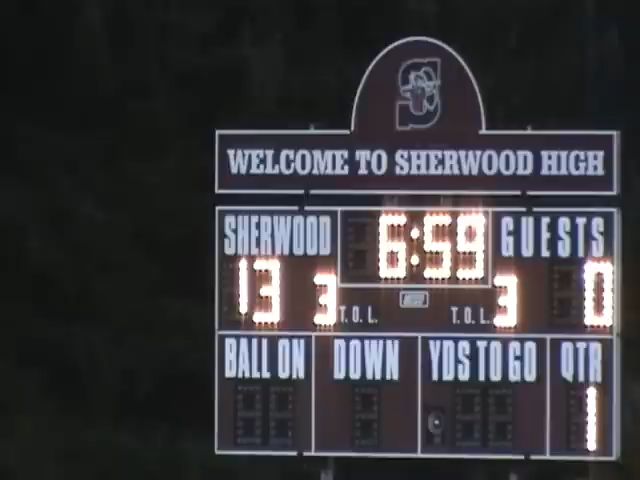 S
WELCOME TO SHERWOOD HIGH
SHERWOOD 6:59 GUESTS
13 3 T.O.L. T.O.L. 3 0
BALL ON DOWN YDS TO GO QTR
1